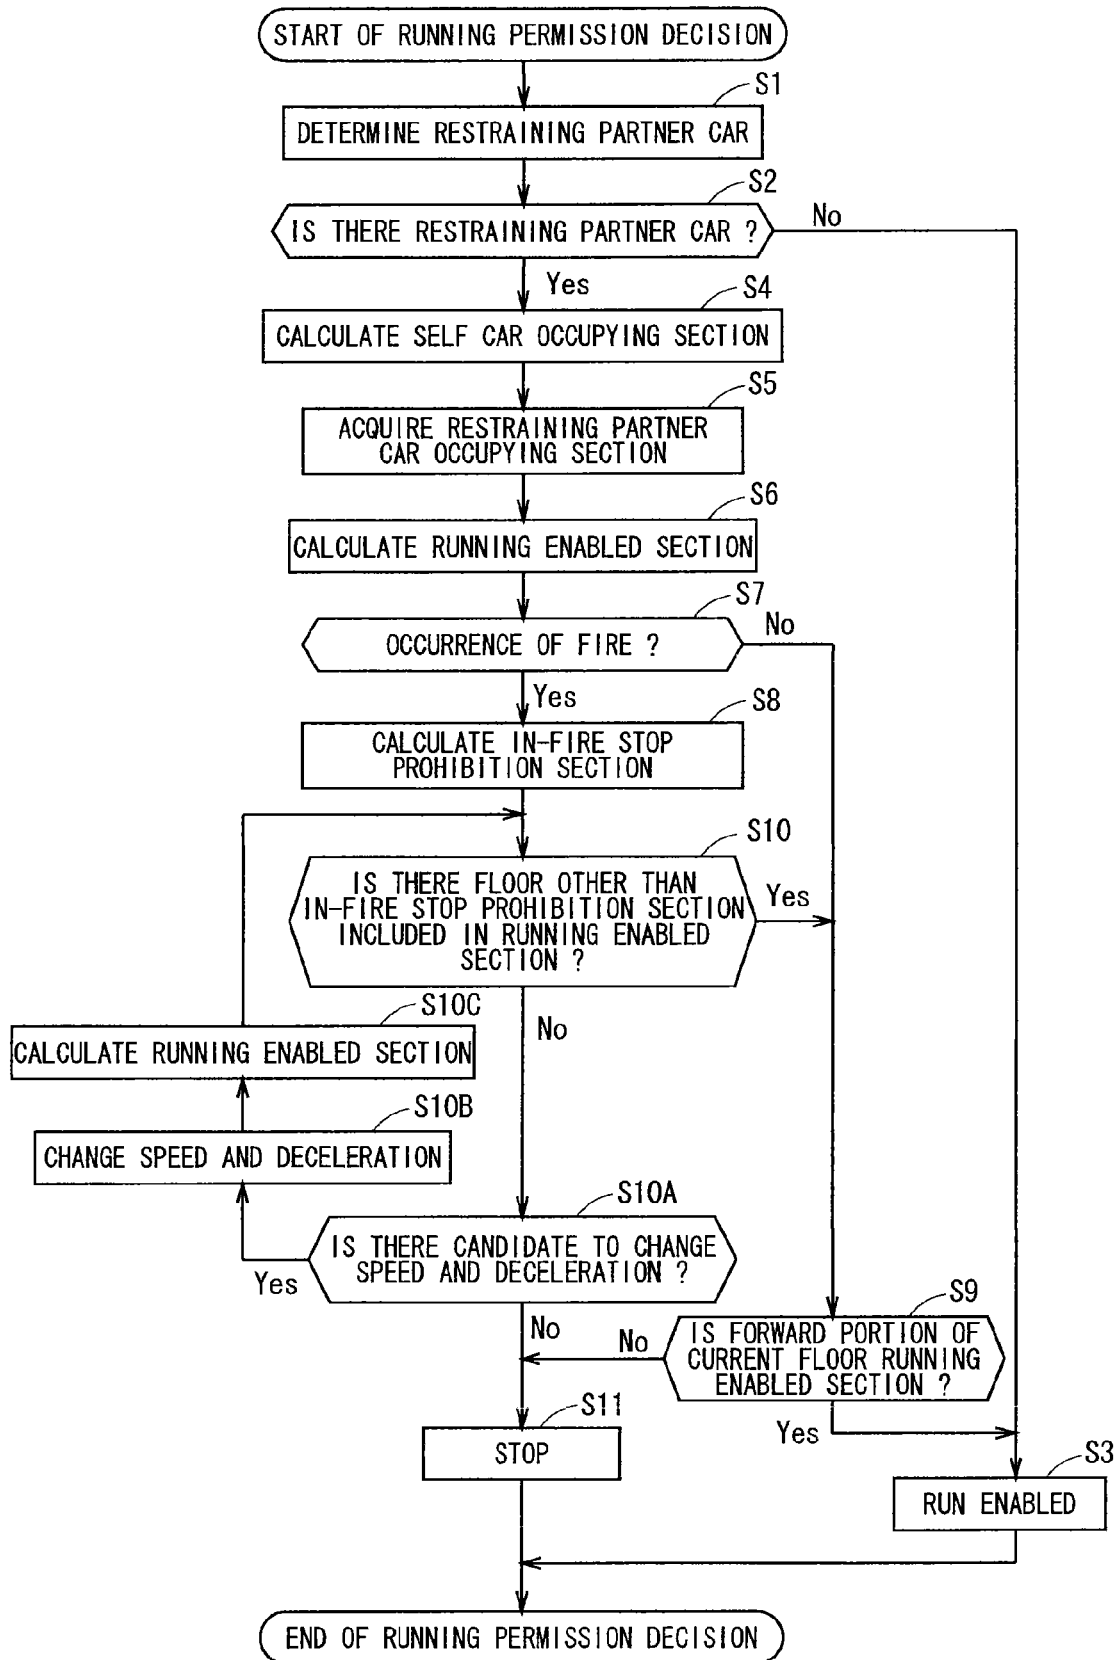 START OF RUNNING PERMISSION DECISION
S1
DETERMINE RESTRAINING PARTNER CAR
S2
IS THERE RESTRAINING PARTNER CAR ?
No
Yes
S4
CALCULATE SELF CAR OCCUPYING SECTION
S5
ACQUIRE RESTRAINING PARTNER
CAR OCCUPYING SECTION
S6
CALCULATE RUNNING ENABLED SECTION
S7
OCCURRENCE OF FIRE ?
No
Yes
S8
CALCULATE IN-FIRE STOP
PROHIBITION SECTION
S10
IS THERE FLOOR OTHER THAN
IN-FIRE STOP PROHIBITION SECTION
INCLUDED IN RUNNING ENABLED
SECTION ?
Yes
No
S10C
CALCULATE RUNNING ENABLED SECTION
S10B
CHANGE SPEED AND DECELERATION
S10A
IS THERE CANDIDATE TO CHANGE
SPEED AND DECELERATION ?
Yes
No
S9
IS FORWARD PORTION OF
CURRENT FLOOR RUNNING
ENABLED SECTION ?
No
Yes
S11
STOP
S3
RUN ENABLED
END OF RUNNING PERMISSION DECISION